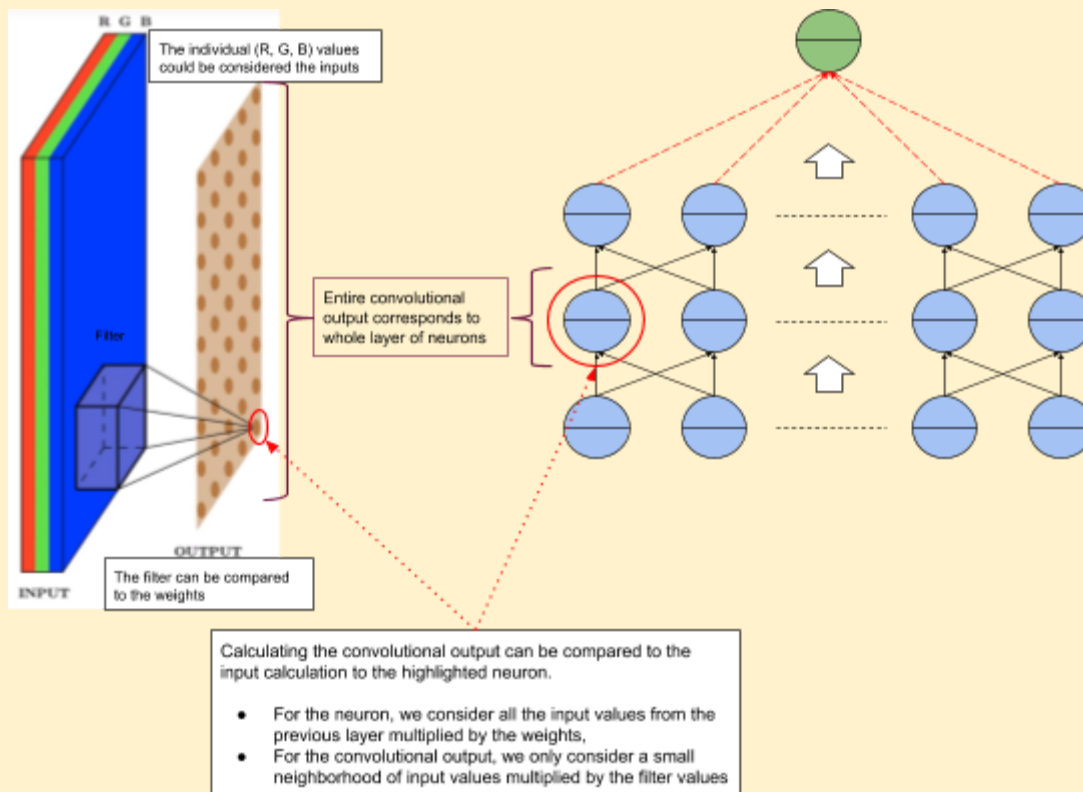 R G B
The individual (R, G, B) values
could be considered the inputs
Entire convolutional
output corresponds to
whole layer of neurons
Filter
OUTPUT
The filter can be compared
to the weights
INPUT
Calculating the convolutional output can be compared to the
input calculation to the highlighted neuron.
● For the neuron, we consider all the input values from the
previous layer multiplied by the weights,
● For the convolutional output, we only consider a small
neighborhood of input values multiplied by the filter values